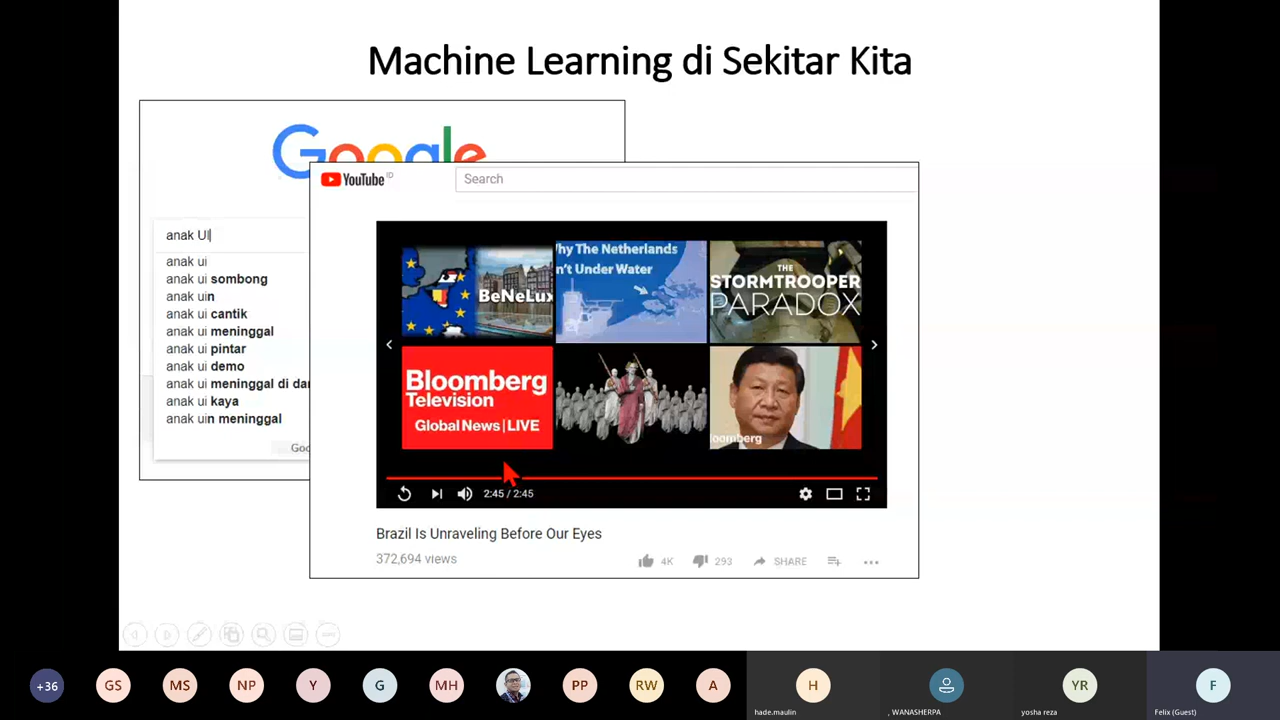 Machine Learning di Sekitar Kita
Google
YouTube ID
Search
anak UI
anak ui
anak ui sombong
anak uin
anak ui cantik
anak ui meninggal
anak ui pintar
anak ui demo
anak ui meninggal di
anak ui kaya
anak uin meninggal
BeNeLux
The Netherlands
n't Under Water
THE
STORMTROOPER
PARADOX
Bloomberg
Television
Global News | LIVE
loomberg
2:45 / 2:45
Brazil Is Unraveling Before Our Eyes
372,694 views
4K
293
SHARE
+36
GS
MS
NP
Y
G
MH
PP
RW
A
H
YR
F
hade.maulin
, WANASHERPA
yosha reza
Felix (Guest)